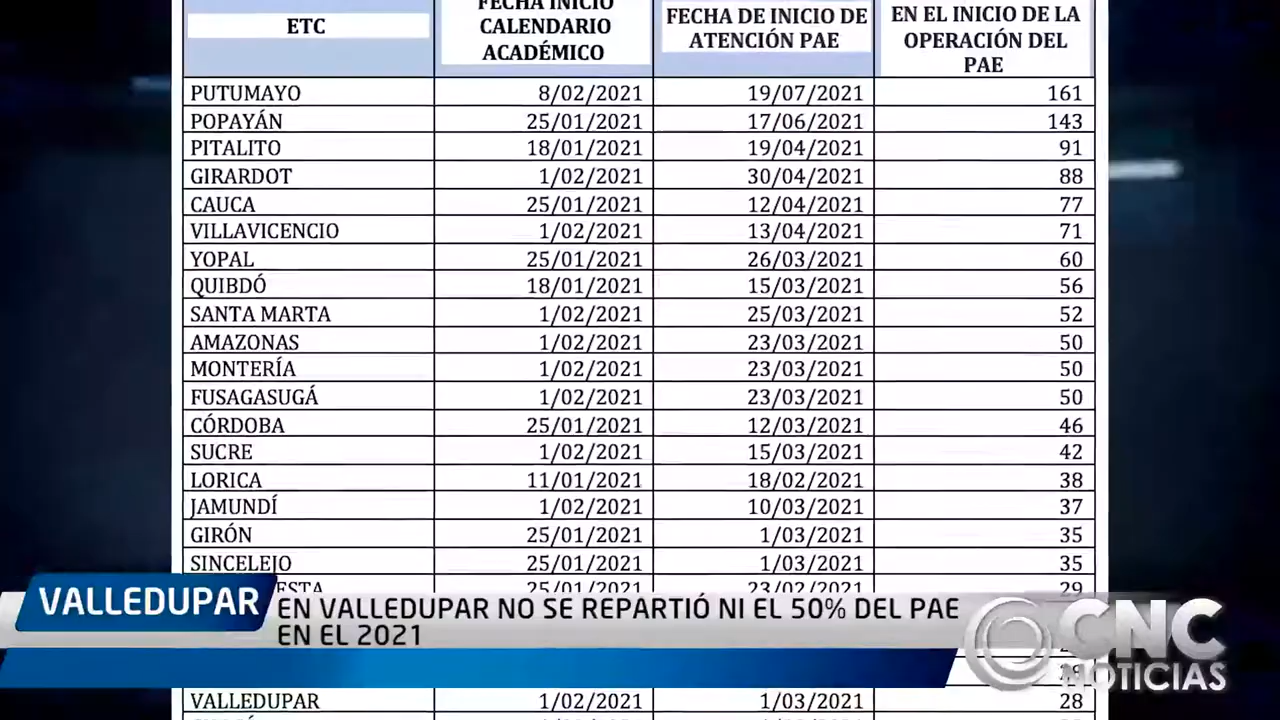 ETC
FECHA INICIO
CALENDARIO
ACADÉMICO
FECHA DE INICIO DE
ATENCIÓN PAE
EN EL INICIO DE LA
OPERACIÓN DEL
PAE
PUTUMAYO 8/02/2021 19/07/2021 161
POPAYÁN 25/01/2021 17/06/2021 143
PITALITO 18/01/2021 19/04/2021 91
GIRARDOT 1/02/2021 30/04/2021 88
CAUCA 25/01/2021 12/04/2021 77
VILLAVICENCIO 1/02/2021 13/04/2021 71
YOPAL 25/01/2021 26/03/2021 60
QUIBDÓ 18/01/2021 15/03/2021 56
SANTA MARTA 1/02/2021 25/03/2021 52
AMAZONAS 1/02/2021 23/03/2021 50
MONTERÍA 1/02/2021 23/03/2021 50
FUSAGASUGÁ 1/02/2021 23/03/2021 50
CÓRDOBA 25/01/2021 12/03/2021 46
SUCRE 1/02/2021 15/03/2021 42
LORICA 11/01/2021 18/02/2021 38
JAMUNDÍ 1/02/2021 10/03/2021 37
GIRÓN 25/01/2021 1/03/2021 35
SINCELEJO 25/01/2021 1/03/2021 35
25/01/2021 23/02/2021 29
VALLEDUPAR
EN VALLEDUPAR NO SE REPARTIÓ NI EL 50% DEL PAE
EN EL 2021
CNC
NOTICIAS
VALLEDUPAR 1/02/2021 1/03/2021 28